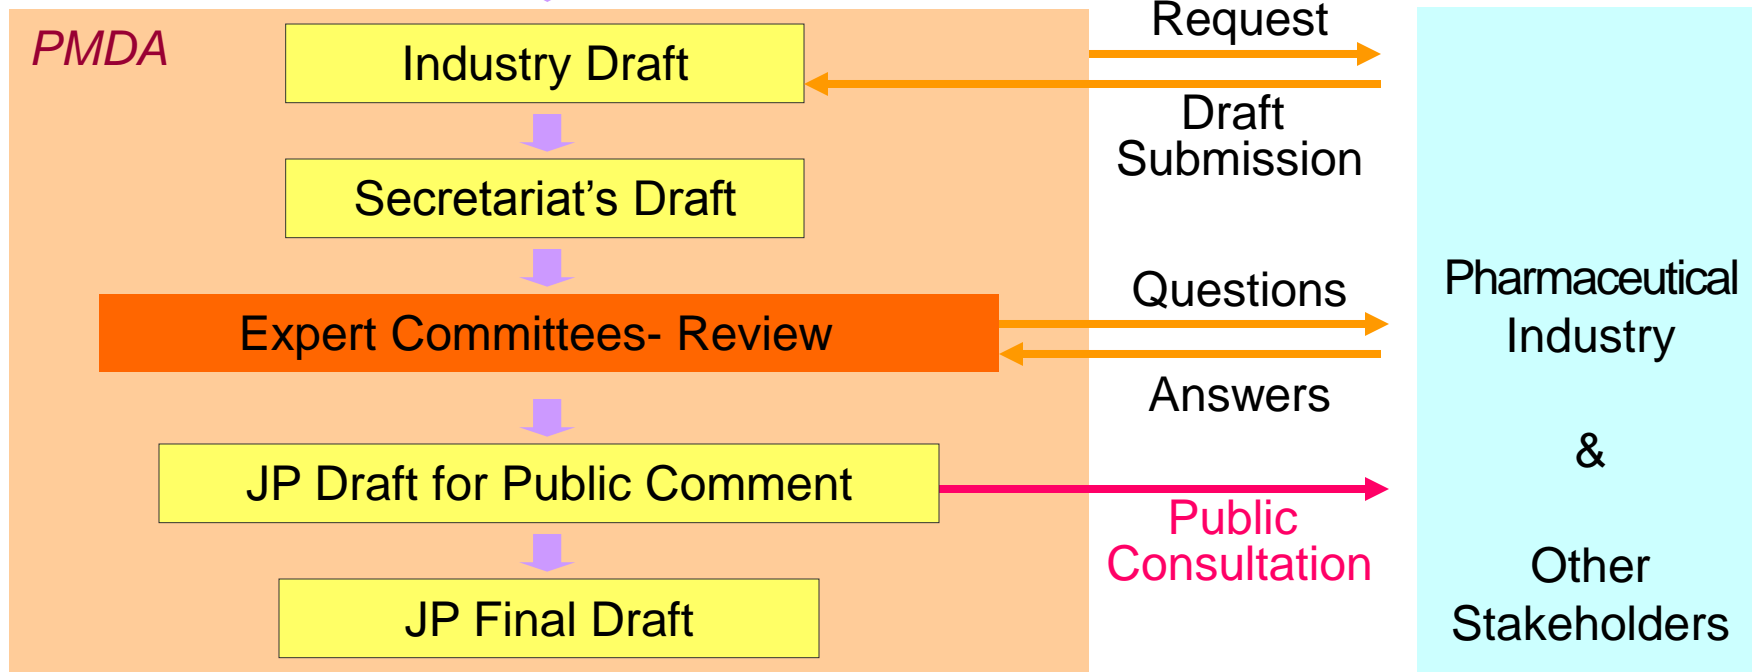 PMDA
Industry Draft
Secretariat’s Draft
Expert Committees- Review
JP Draft for Public Comment
JP Final Draft
Request
Draft
Submission
Questions
Answers
Public
Consultation
Pharmaceutical
Industry
&
Other
Stakeholders